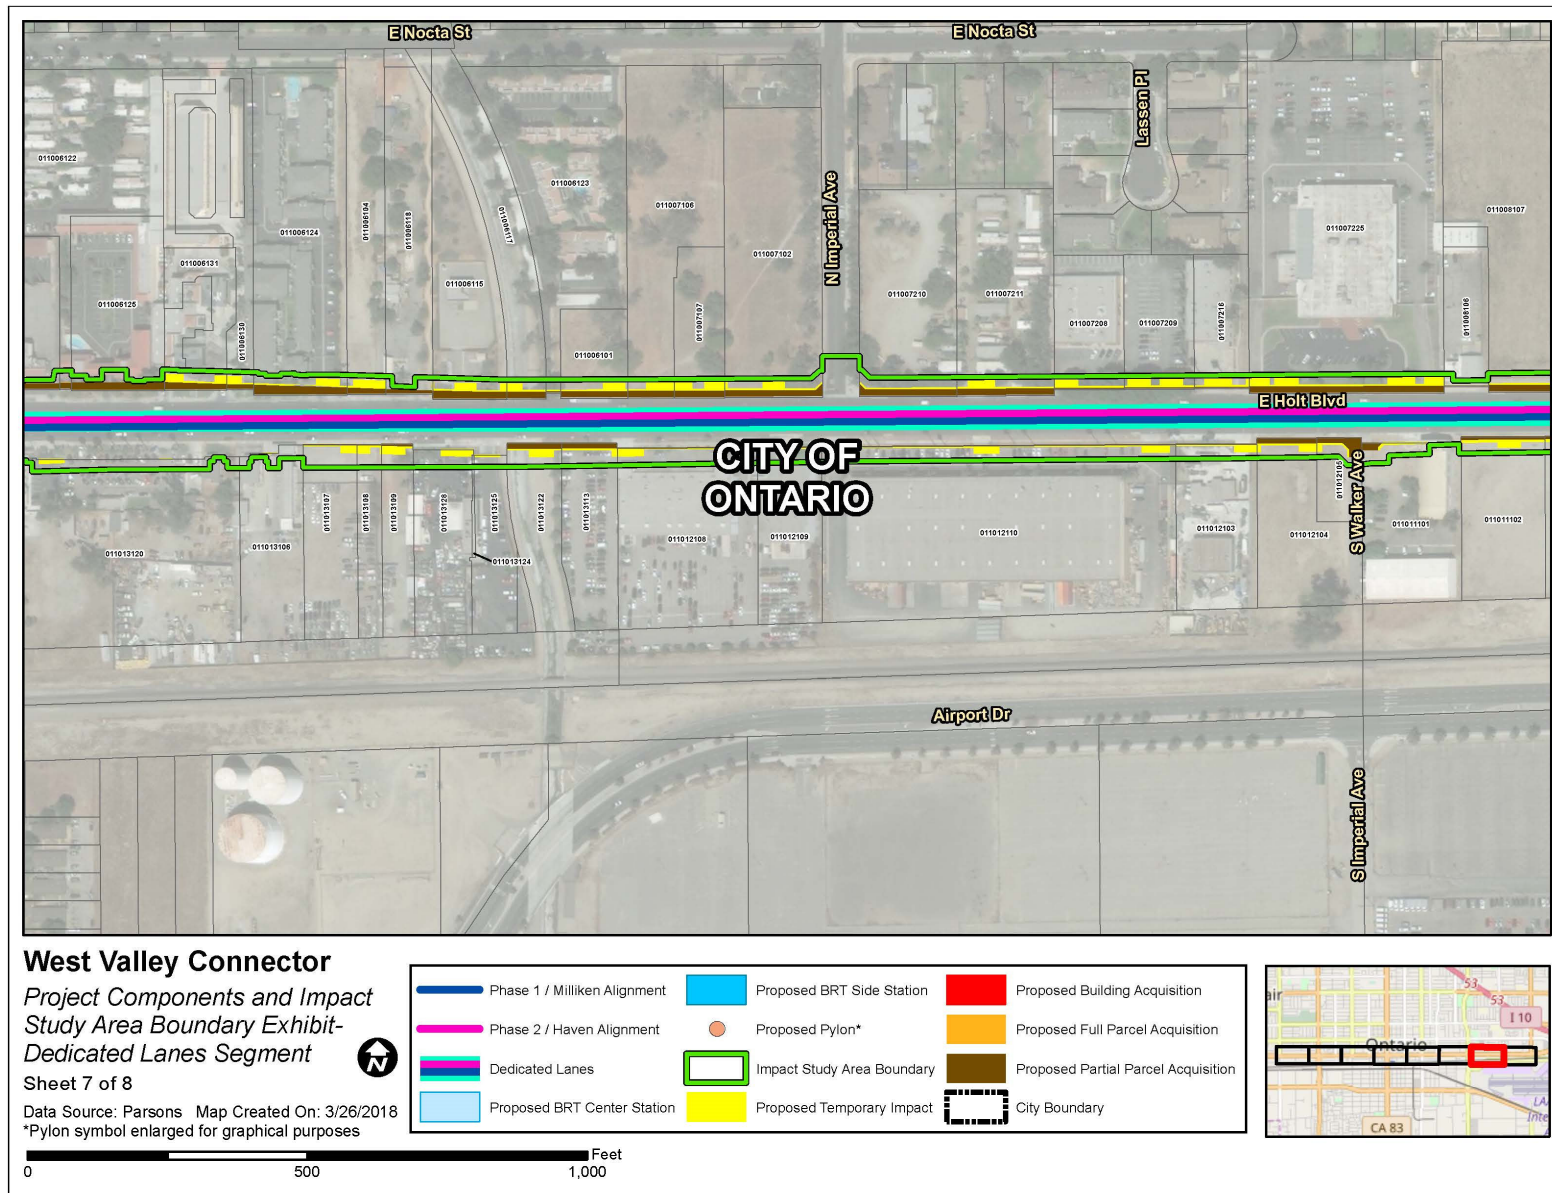 E Nocta St
E Nocta St
Lassen Pl
N Imperial Ave
011006122
011006104
011006118
011006117
011006123
011007106
011007102
011008107
011007225
011006124
011006131
011006125
011006130
011006115
011006101
011007107
011007210
011007211
011007208
011007209
011007216
011008106
E Holt Blvd
CITY OF
ONTARIO
011013120
011013106
011013107
011013108
011013109
011013128
011013125
011013124
011013122
011013113
011012108
011012109
011012110
011012103
011012104
011012105
S Walker Ave
011011101
011011102
Airport Dr
S Imperial Ave
West Valley Connector
Project Components and Impact
Study Area Boundary Exhibit-
Dedicated Lanes Segment
N
Sheet 7 of 8
Data Source: Parsons Map Created On: 3/26/2018
*Pylon symbol enlarged for graphical purposes
0 500 1,000 Feet
Phase 1 / Milliken Alignment
Phase 2 / Haven Alignment
Dedicated Lanes
Proposed BRT Center Station
Proposed BRT Side Station
Proposed Pylon*
Impact Study Area Boundary
Proposed Temporary Impact
Proposed Building Acquisition
Proposed Full Parcel Acquisition
Proposed Partial Parcel Acquisition
City Boundary
air
53
53
I 10
Ontario
CA 83